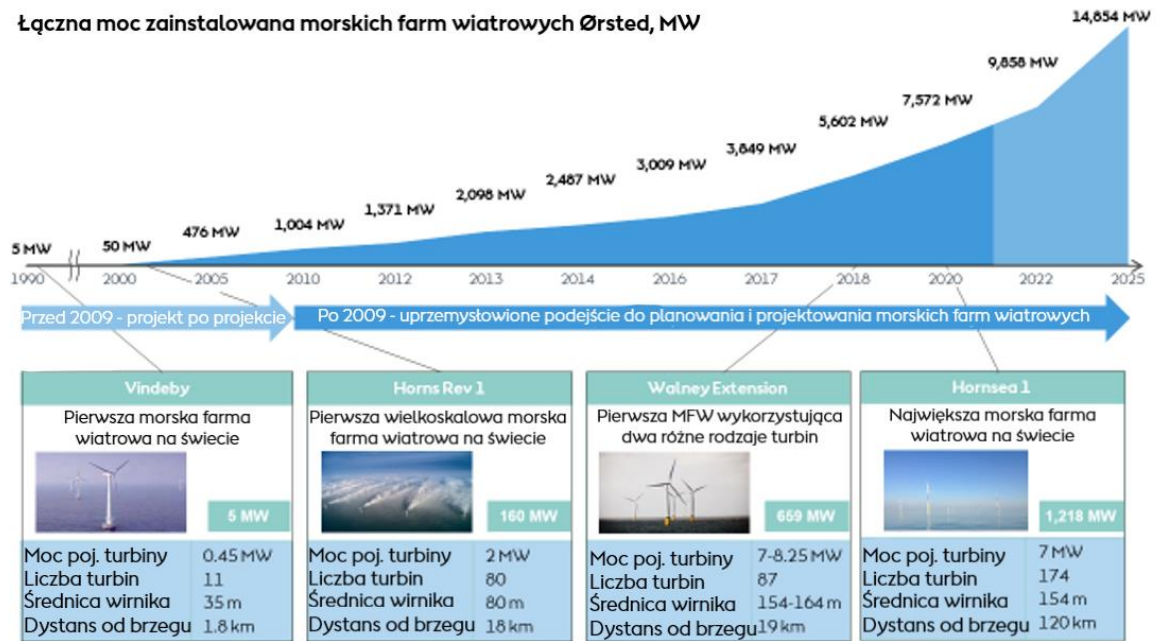 Łączna moc zainstalowana morskich farm wiatrowych Ørsted, MW
14,854 MW
9,858 MW
7,572 MW
5,602 MW
3,849 MW
3,009 MW
2,487 MW
2,098 MW
1,371 MW
1,004 MW
476 MW
50 MW
5 MW
1990 2000 2005 2010 2012 2013 2014 2016 2017 2018 2020 2022 2025
Przed 2009 - projekt po projekcie
Po 2009 - uprzemysłowione podejście do planowania i projektowania morskich farm wiatrowych
Vindeby
Pierwsza morska farma
wiatrowa na świecie
5 MW
Moc poj. turbiny 0.45 MW
Liczba turbin 11
Średnica wirnika 35 m
Dystans od brzegu 1.8 km
Horns Rev 1
Pierwsza wielkoskalowa morska
farma wiatrowa na świecie
160 MW
Moc poj. turbiny 2 MW
Liczba turbin 80
Średnica wirnika 80 m
Dystans od brzegu 18 km
Walney Extension
Pierwsza MFW wykorzystująca
dwa różne rodzaje turbin
659 MW
Moc poj. turbiny 7-8.25 MW
Liczba turbin 87
Średnica wirnika 154-164 m
Dystans od brzegu 19 km
Hornsea 1
Największa morska farma
wiatrowa na świecie
1,218 MW
Moc poj. turbiny 7 MW
Liczba turbin 174
Średnica wirnika 154 m
Dystans od brzegu 120 km